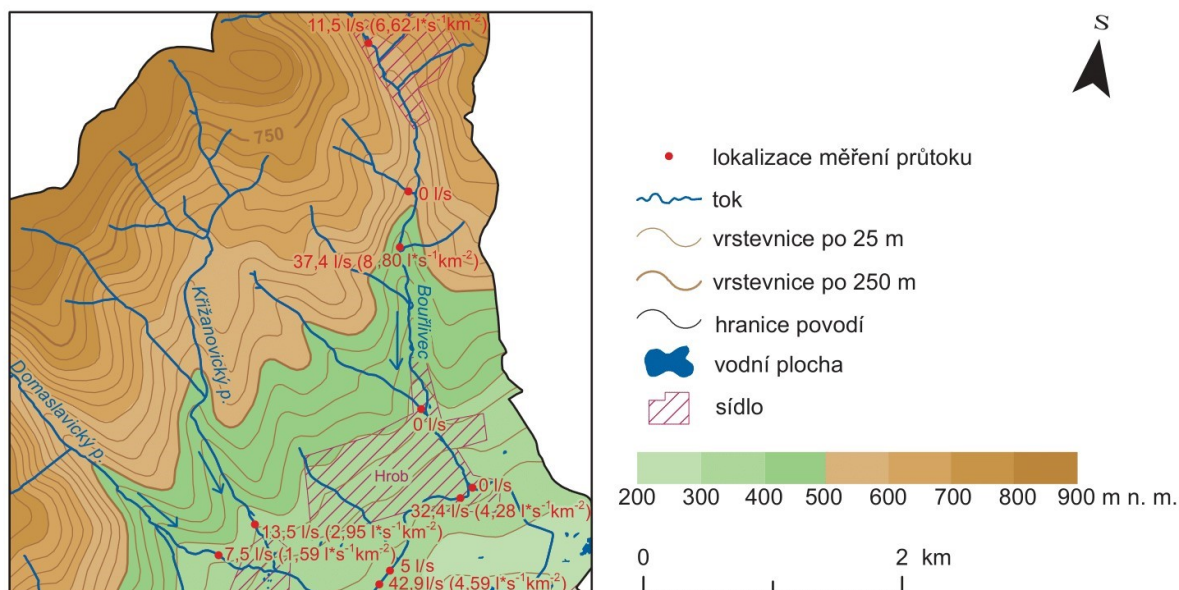 11,5 l/s (6,62 l*s⁻¹km⁻²)
750
0 l/s
37,4 l/s (8,80 l*s⁻¹km⁻²)
Křižanovický p.
Bouřlivec
Domaslavický p.
0 l/s
Hrob
0 l/s
32,4 l/s (4,28 l*s⁻¹km⁻²)
13,5 l/s (2,95 l*s⁻¹km⁻²)
7,5 l/s (1,59 l*s⁻¹km⁻²)
5 l/s
42,9 l/s (4,59 l*s⁻¹km⁻²)
S
lokalizace měření průtoku
tok
vrstevnice po 25 m
vrstevnice po 250 m
hranice povodí
vodní plocha
sídlo
200 300 400 500 600 700 800 900 m n. m.
0 2 km